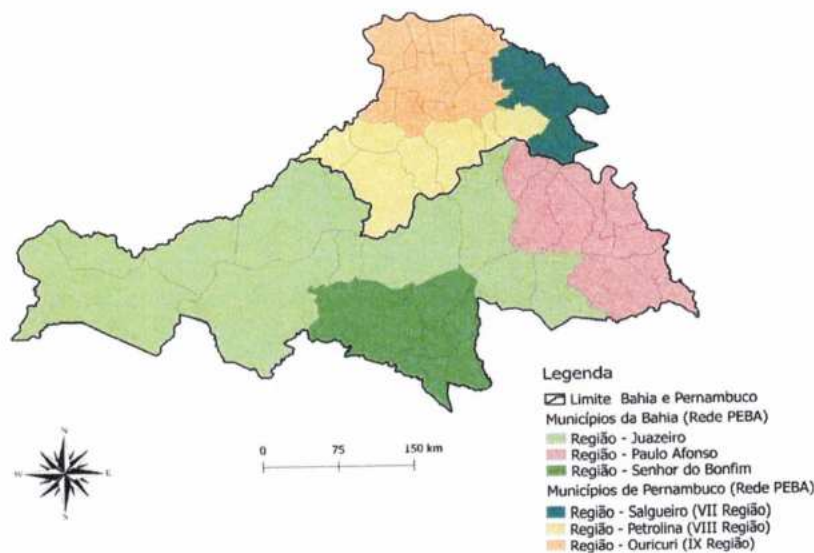 Legenda
Limite Bahia e Pernambuco
Municípios da Bahia (Rede PEBA)
Região - Juazeiro
Região - Paulo Afonso
Região - Senhor do Bonfim
Municípios de Pernambuco (Rede PEBA)
Região - Salgueiro (VII Região)
Região - Petrolina (VIII Região)
Região - Ouricuri (IX Região)
N
W E
S
0 75 150 km